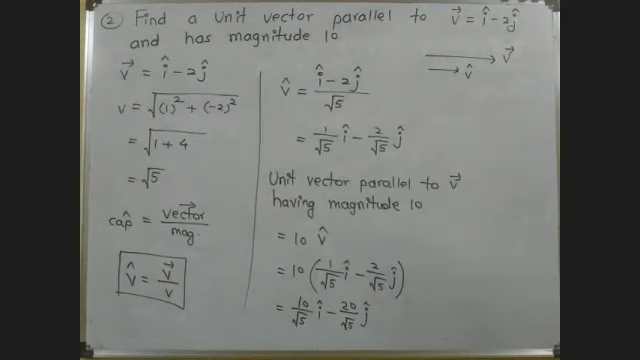 ② Find a unit vector parallel to v⃗ = î - 2ĵ
and has magnitude 10
v⃗ = î - 2ĵ
v = √((1)² + (-2)²)
= √(1 + 4)
= √5
cap̂ = vector⃗ / mag.
v̂ = v⃗ / v
v̂ = (î - 2ĵ) / √5
= 1/√5 î - 2/√5 ĵ
Unit vector parallel to v⃗
having magnitude 10
= 10 v̂
= 10 (1/√5 î - 2/√5 ĵ)
= 10/√5 î - 20/√5 ĵ
v⃗
v̂